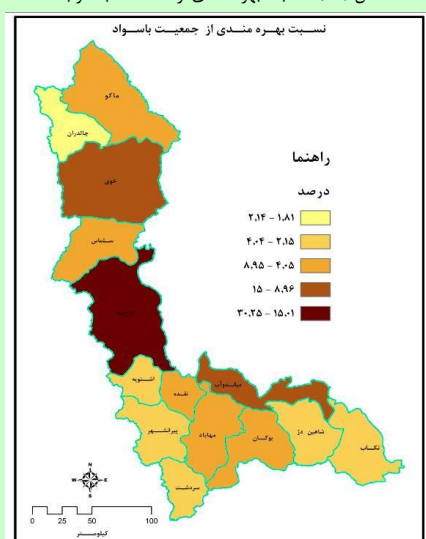 نسبت بهره مندی از جمعیت باسواد
ماکو
چالدران
خوی
سلماس
راهنما
درصد
۲.۱۴ - ۱.۸۱
۴.۰۴ - ۲.۱۵
۸.۹۵ - ۴.۰۵
۱۵ - ۸.۹۶
۳۰.۲۵ - ۱۵.۰۱
ارومیه
اشنویه
نقده
میاندوآب
پیرانشهر
مهاباد
بوکان
شاهین دژ
تکاب
سردشت
N
W E
S
0 25 50 100
کیلومتر